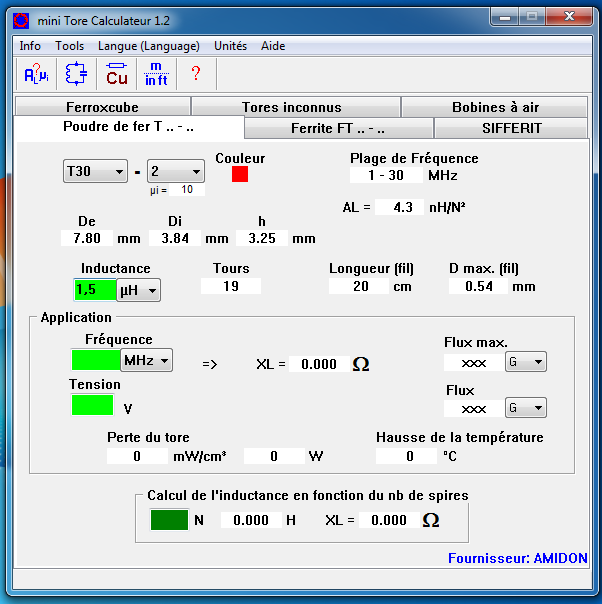 mini Tore Calculateur 1.2
Info Tools Langue (Language) Unités Aide
A L ? µi Cu m in ft ?
Ferroxcube Tores inconnus Bobines à air
Poudre de fer T .. - .. Ferrite FT .. - .. SIFFERIT
Couleur Plage de Fréquence
T30 - 2 1 - 30 MHz
µi = 10
AL = 4.3 nH/N²
De Di h
7.80 mm 3.84 mm 3.25 mm
Inductance Tours Longueur (fil) D max. (fil)
1,5 µH 19 20 cm 0.54 mm
Application
Fréquence Flux max.
MHz => XL = 0.000 Ω xxx G
Tension Flux
V xxx G
Perte du tore Hausse de la température
0 mW/cm³ 0 W 0 °C
Calcul de l'inductance en fonction du nb de spires
N 0.000 H XL = 0.000 Ω
Fournisseur: AMIDON